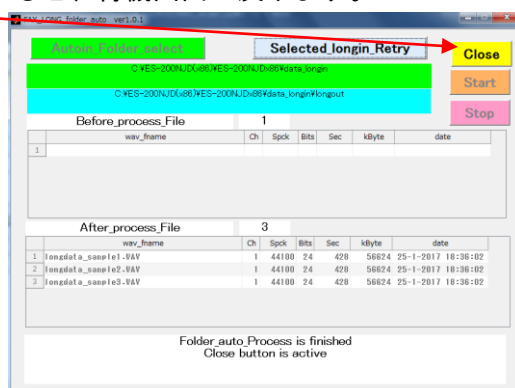 FAX_LONG_folder_auto ver1.0.1
Autoin_Folder_select
Selected_longin_Retry
Close
C:¥ES-200NJD(x86)¥ES-200NJDx86¥data_longin
Start
C:¥ES-200NJD(x86)¥ES-200NJDx86¥data_longin¥longout
Stop
Before_process_File 1
wav_fname Ch Spck Bits Sec kByte date
1
After_process_File 3
wav_fname Ch Spck Bits Sec kByte date
1 longdata_sample1.WAV 1 44100 24 428 56624 25-1-2017 18:36:02
2 longdata_sample2.WAV 1 44100 24 428 56624 25-1-2017 18:36:02
3 longdata_sample3.WAV 1 44100 24 428 56624 25-1-2017 18:36:02
Folder_auto_Process is finished
Close button is active